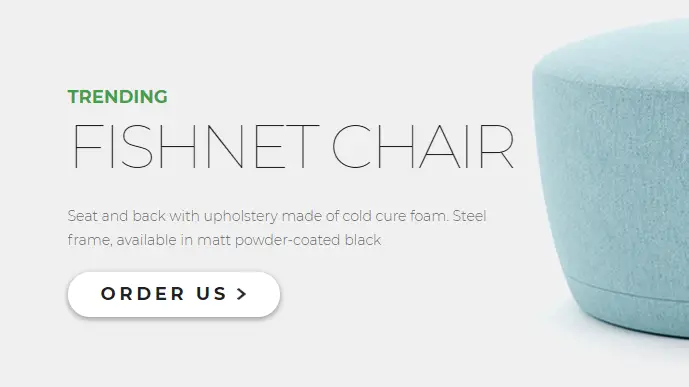 TRENDING
FISHNET CHAIR
Seat and back with upholstery made of cold cure foam. Steel
frame, available in matt powder-coated black
ORDER US >